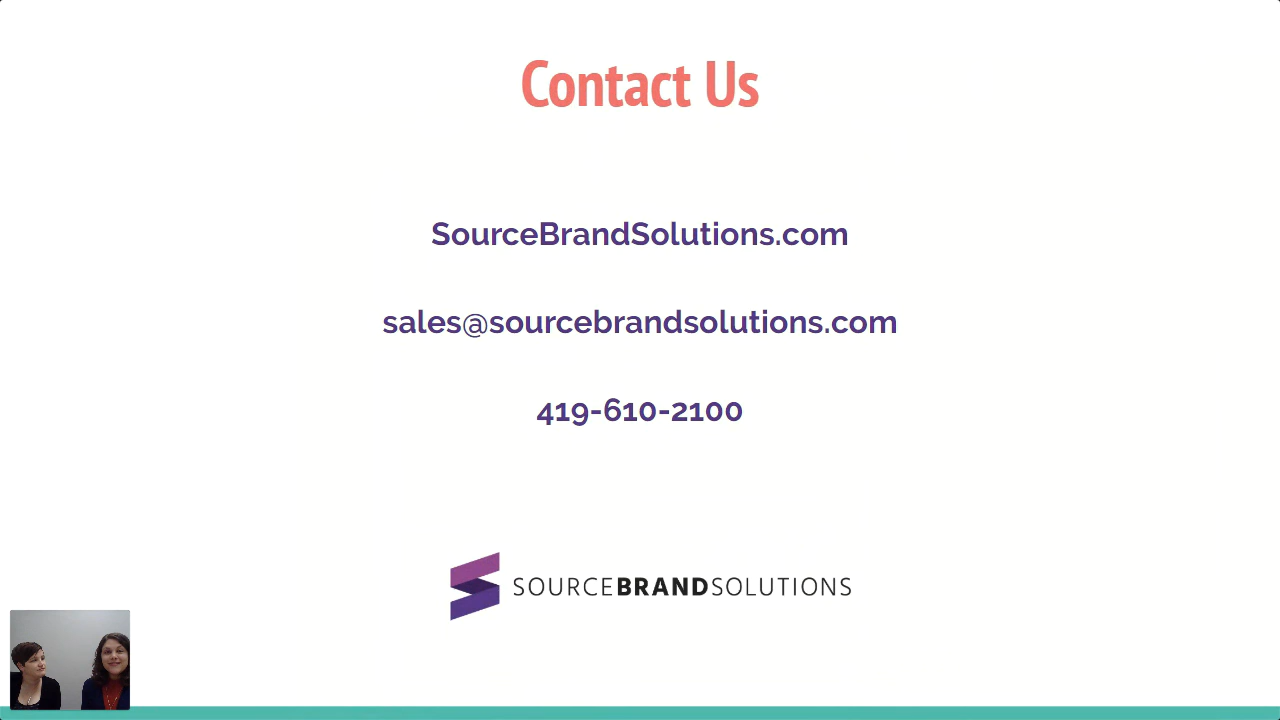 Contact Us
SourceBrandSolutions.com
sales@sourcebrandsolutions.com
419-610-2100
SOURCEBRANDSOLUTIONS